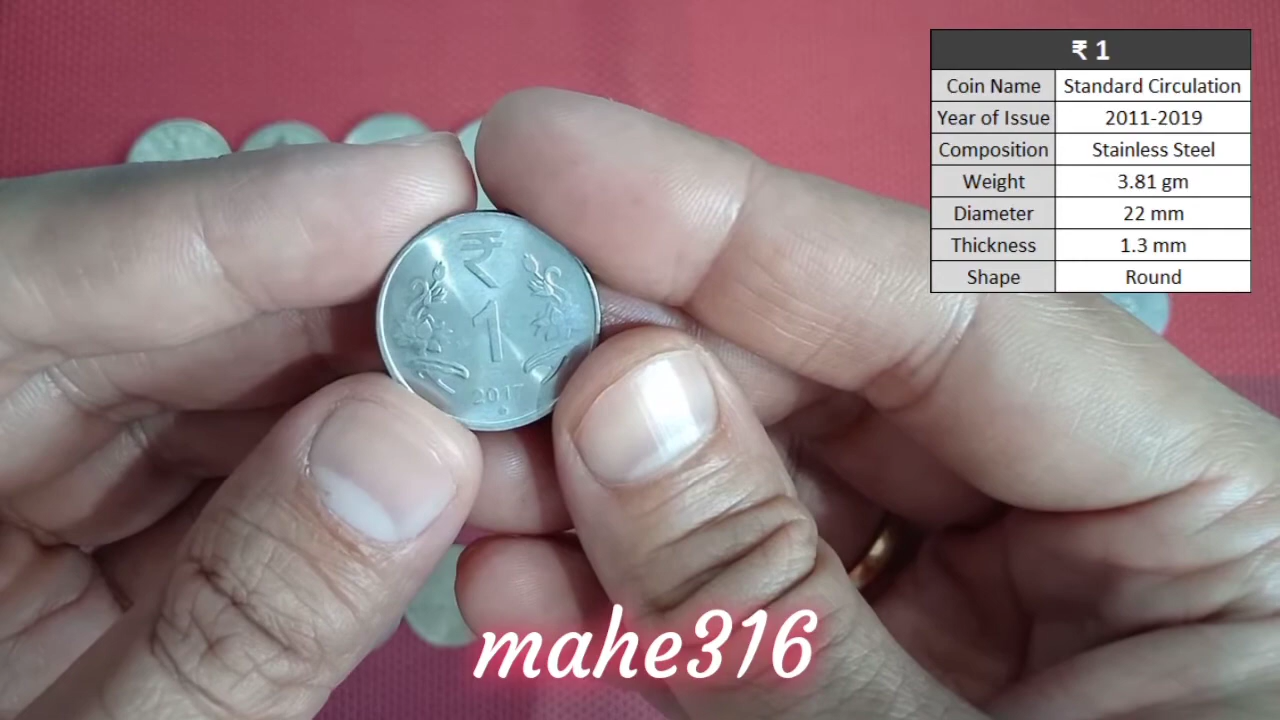 ₹ 1
Coin Name Standard Circulation
Year of Issue 2011-2019
Composition Stainless Steel
Weight 3.81 gm
Diameter 22 mm
Thickness 1.3 mm
Shape Round
₹
1
2017
mahe316